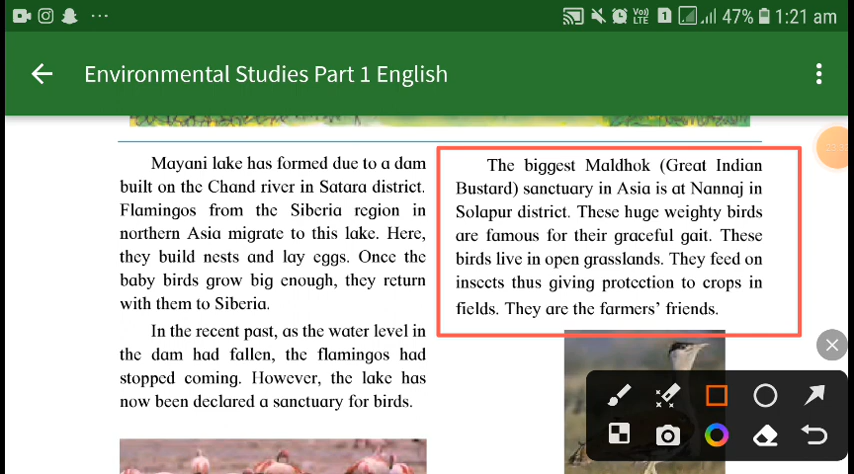 47% 1:21 am
Environmental Studies Part 1 English
Mayani lake has formed due to a dam
built on the Chand river in Satara district.
Flamingos from the Siberia region in
northern Asia migrate to this lake. Here,
they build nests and lay eggs. Once the
baby birds grow big enough, they return
with them to Siberia.
In the recent past, as the water level in
the dam had fallen, the flamingos had
stopped coming. However, the lake has
now been declared a sanctuary for birds.
The biggest Maldhok (Great Indian
Bustard) sanctuary in Asia is at Nannaj in
Solapur district. These huge weighty birds
are famous for their graceful gait. These
birds live in open grasslands. They feed on
insects thus giving protection to crops in
fields. They are the farmers' friends.